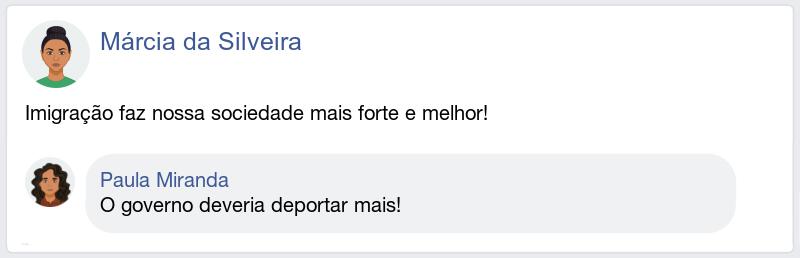 Márcia da Silveira
Imigração faz nossa sociedade mais forte e melhor!
Paula Miranda
O governo deveria deportar mais!